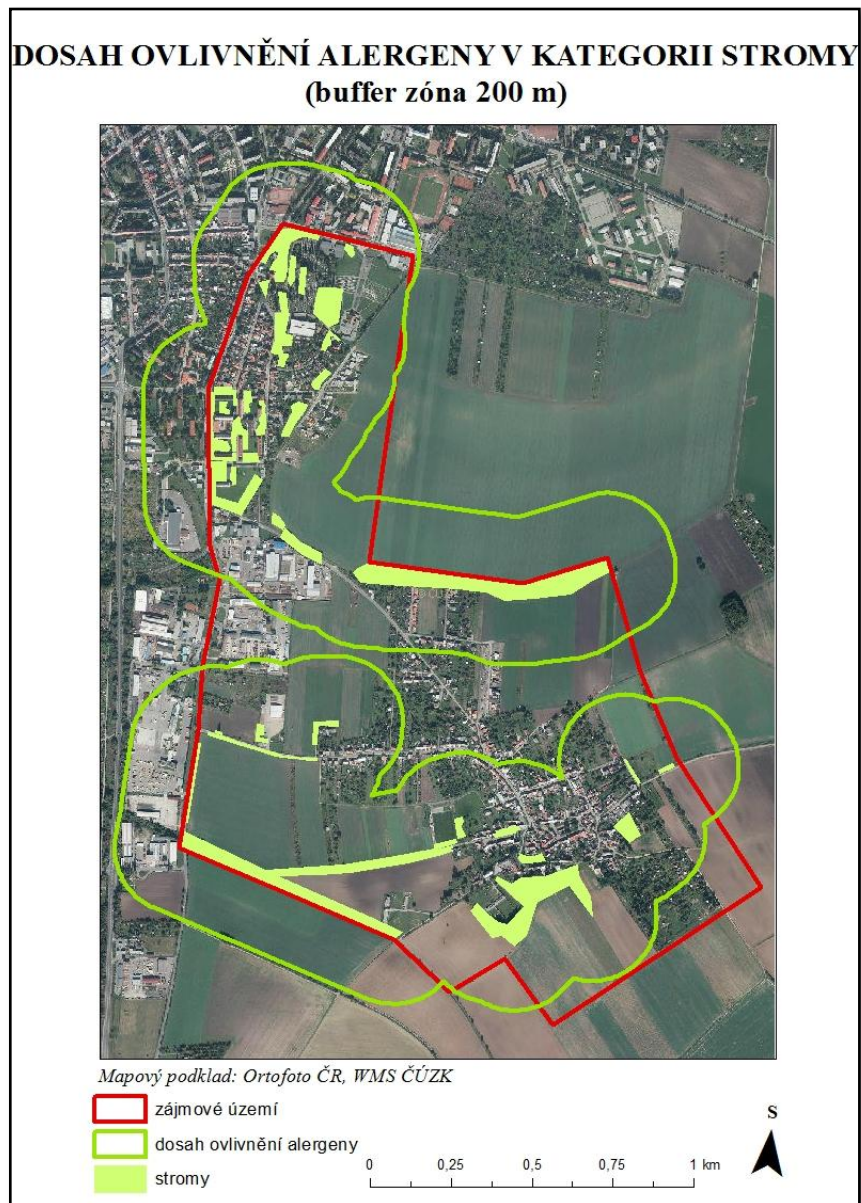 DOSAH OVLIVNĚNÍ ALERGENY V KATEGORII STROMY
(buffer zóna 200 m)
Mapový podklad: Ortofoto ČR, WMS ČÚZK
zájmové území
dosah ovlivnění alergeny
stromy
S
0 0,25 0,5 0,75 1 km